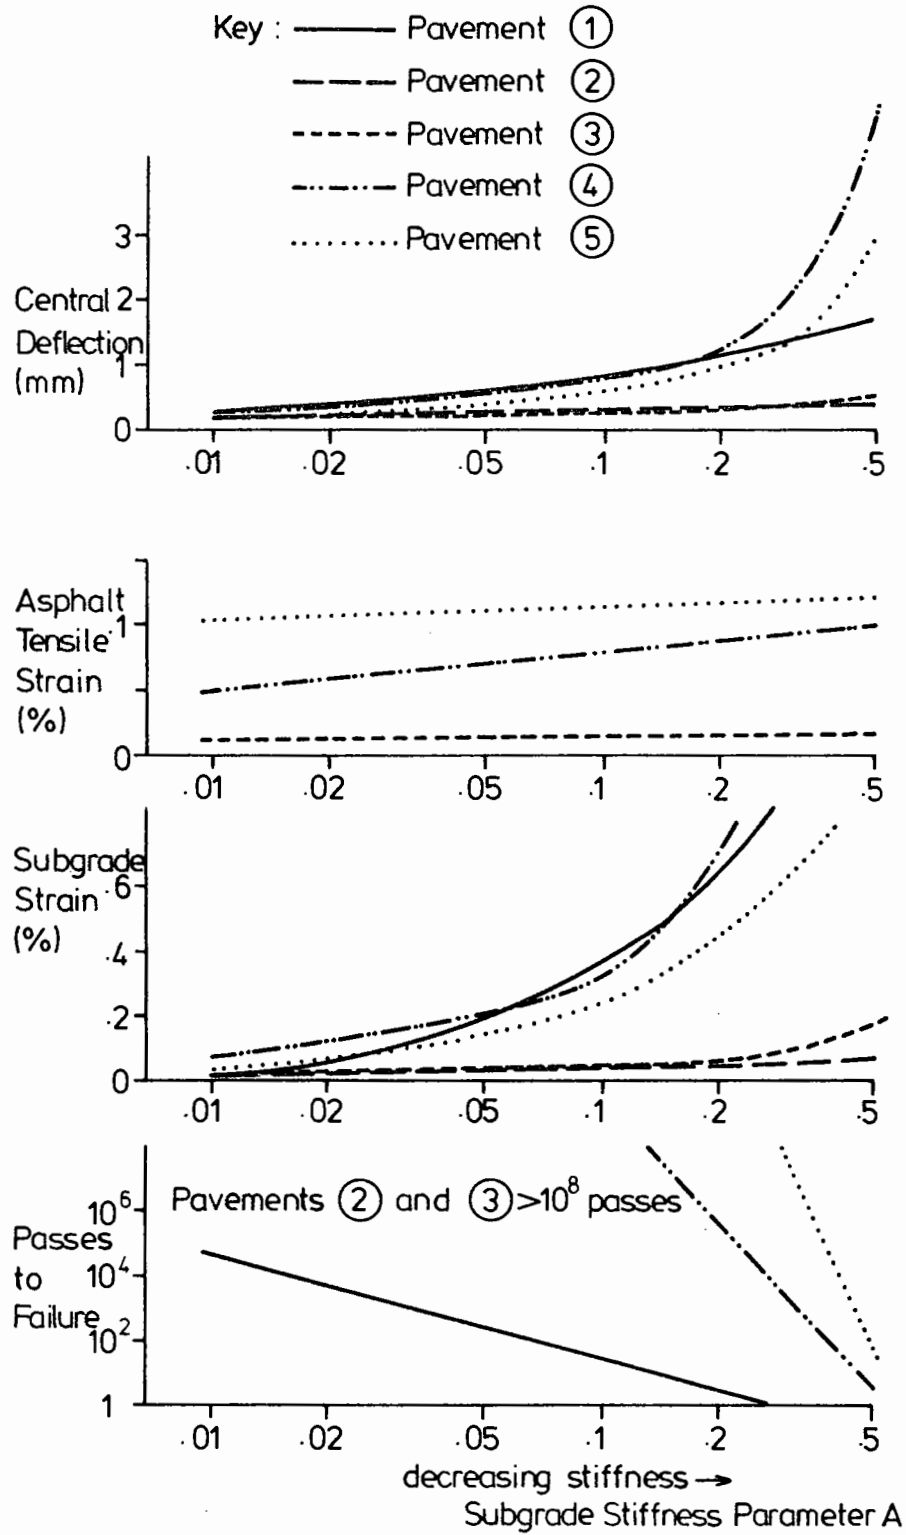 Key : Pavement ①
Pavement ②
Pavement ③
Pavement ④
Pavement ⑤
3
Central 2
Deflection
1
(mm)
0
.01 .02 .05 .1 .2 .5
Asphalt
.1
Tensile
Strain
(%)
0
.01 .02 .05 .1 .2 .5
Subgrade
.6
Strain
(%)
.4
.2
0
.01 .02 .05 .1 .2 .5
Pavements ② and ③ >10⁸ passes
10⁶
Passes
to 10⁴
Failure
10²
1
.01 .02 .05 .1 .2 .5
decreasing stiffness →
Subgrade Stiffness Parameter A